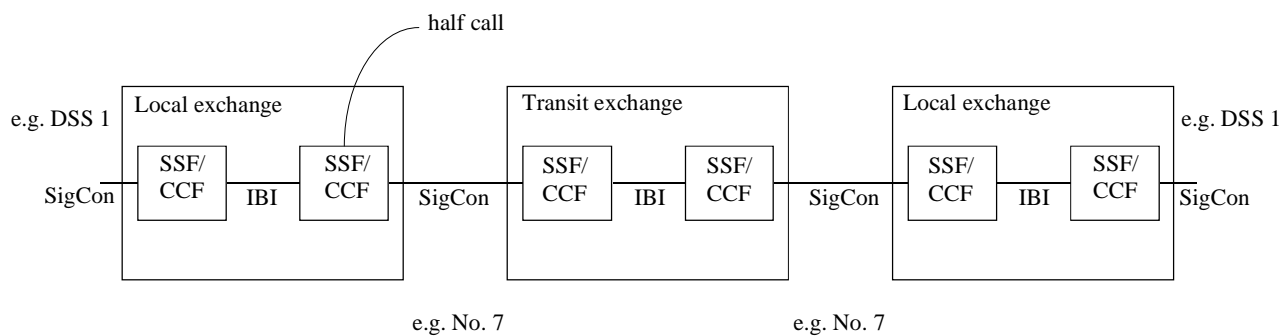 half call
Local exchange
Transit exchange
Local exchange
e.g. DSS 1
e.g. DSS 1
SSF/
CCF
SSF/
CCF
SSF/
CCF
SSF/
CCF
SSF/
CCF
SSF/
CCF
SigCon
IBI
SigCon
IBI
SigCon
IBI
SigCon
e.g. No. 7
e.g. No. 7